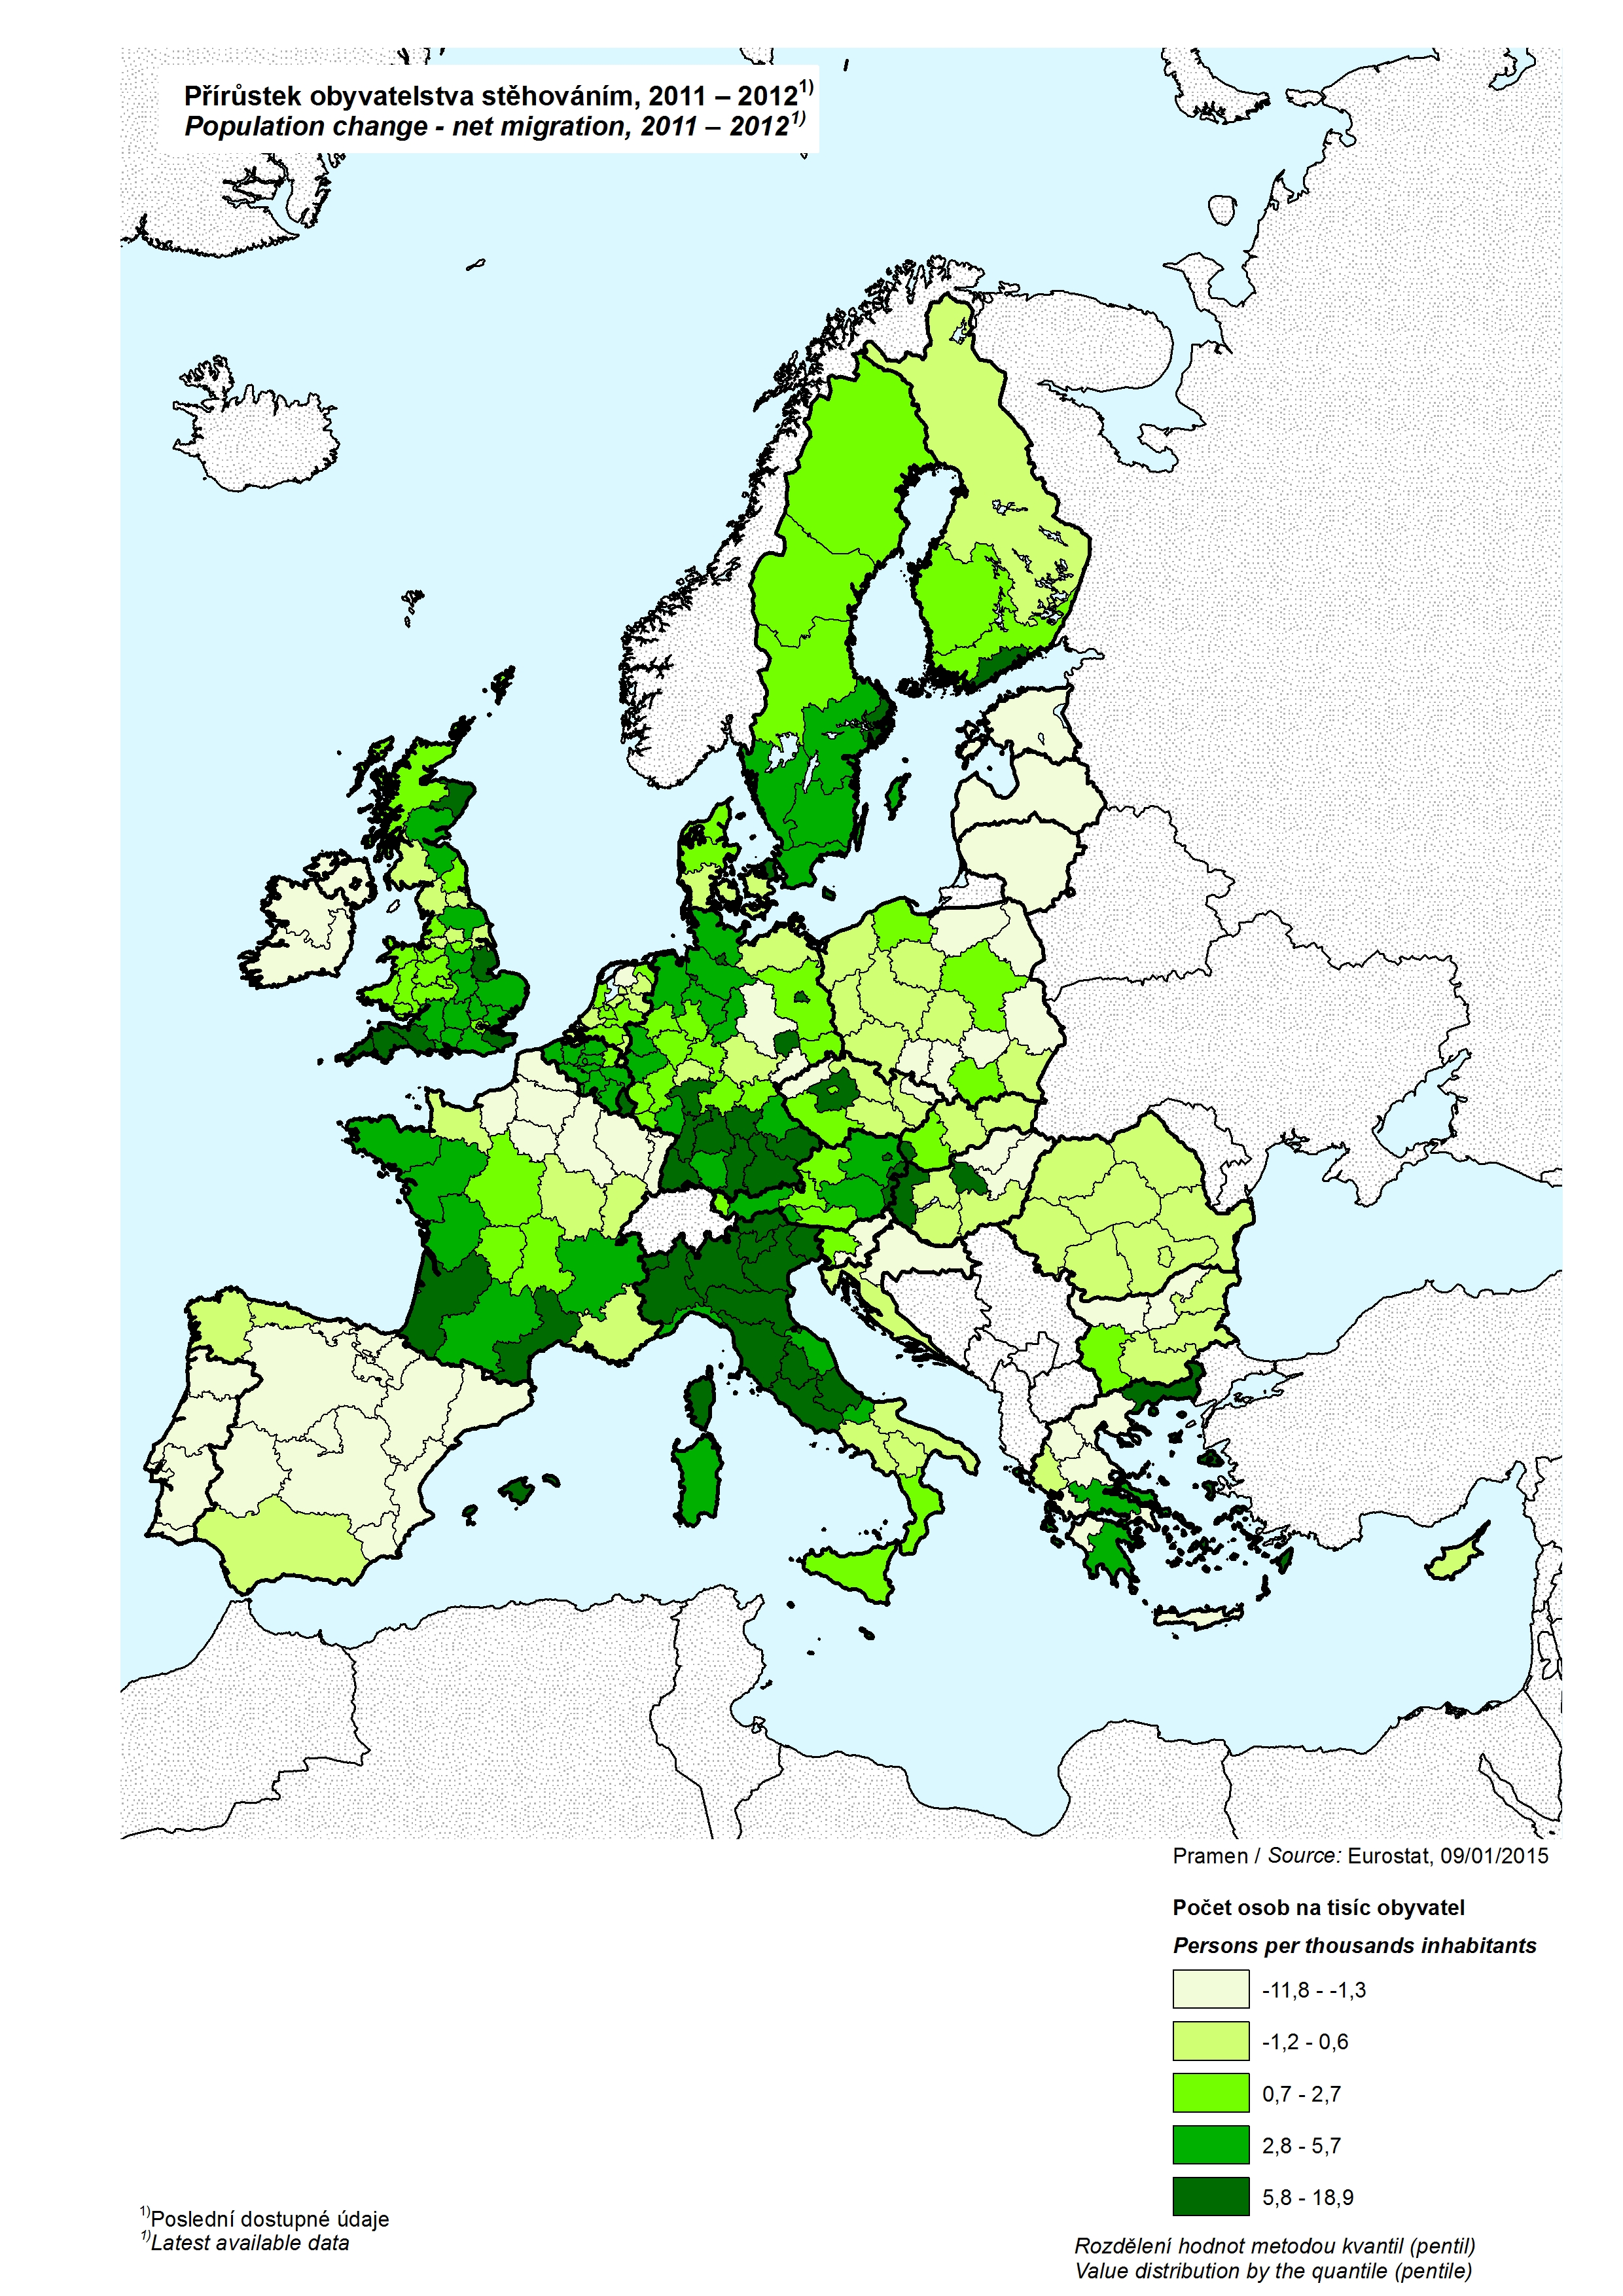 Přírůstek obyvatelstva stěhováním, 2011 – 2012¹⁾
Population change - net migration, 2011 – 2012¹⁾
Pramen / Source: Eurostat, 09/01/2015
Počet osob na tisíc obyvatel
Persons per thousands inhabitants
-11,8 - -1,3
-1,2 - 0,6
0,7 - 2,7
2,8 - 5,7
5,8 - 18,9
¹⁾Poslední dostupné údaje
¹⁾Latest available data
Rozdělení hodnot metodou kvantil (pentil)
Value distribution by the quantile (pentile)